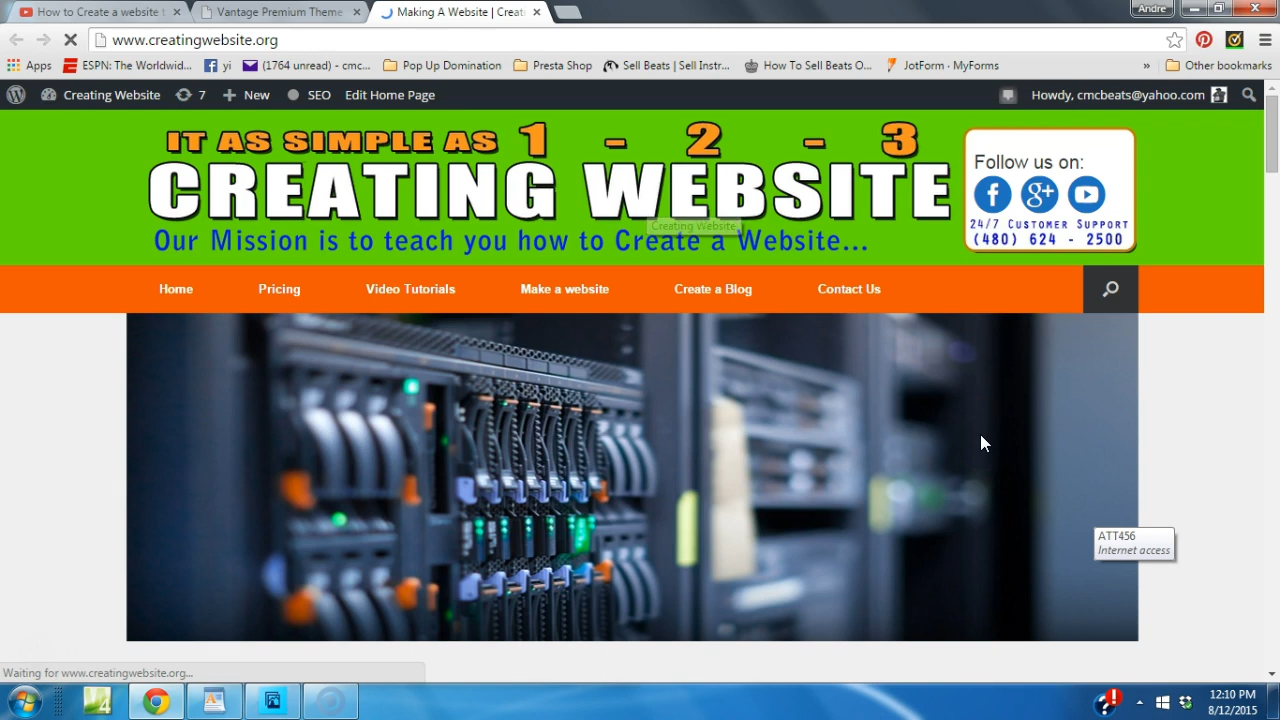 How to Create a website t
Vantage Premium Theme
Making A Website | Creati
Andre
www.creatingwebsite.org
Apps
ESPN: The Worldwid...
yi
(1764 unread) - cmc...
Pop Up Domination
Presta Shop
Sell Beats | Sell Instr...
How To Sell Beats O...
JotForm · MyForms
»
Other bookmarks
Creating Website
7
New
SEO
Edit Home Page
Howdy, cmcbeats@yahoo.com
IT AS SIMPLE AS 1 - 2 - 3
CREATING WEBSITE
Creating Website
Our Mission is to teach you how to Create a Website...
Follow us on:
f g+
24/7 Customer Support
(480) 624 - 2500
Home
Pricing
Video Tutorials
Make a website
Create a Blog
Contact Us
ATT456
Internet access
Waiting for www.creatingwebsite.org...
4
12:10 PM
8/12/2015